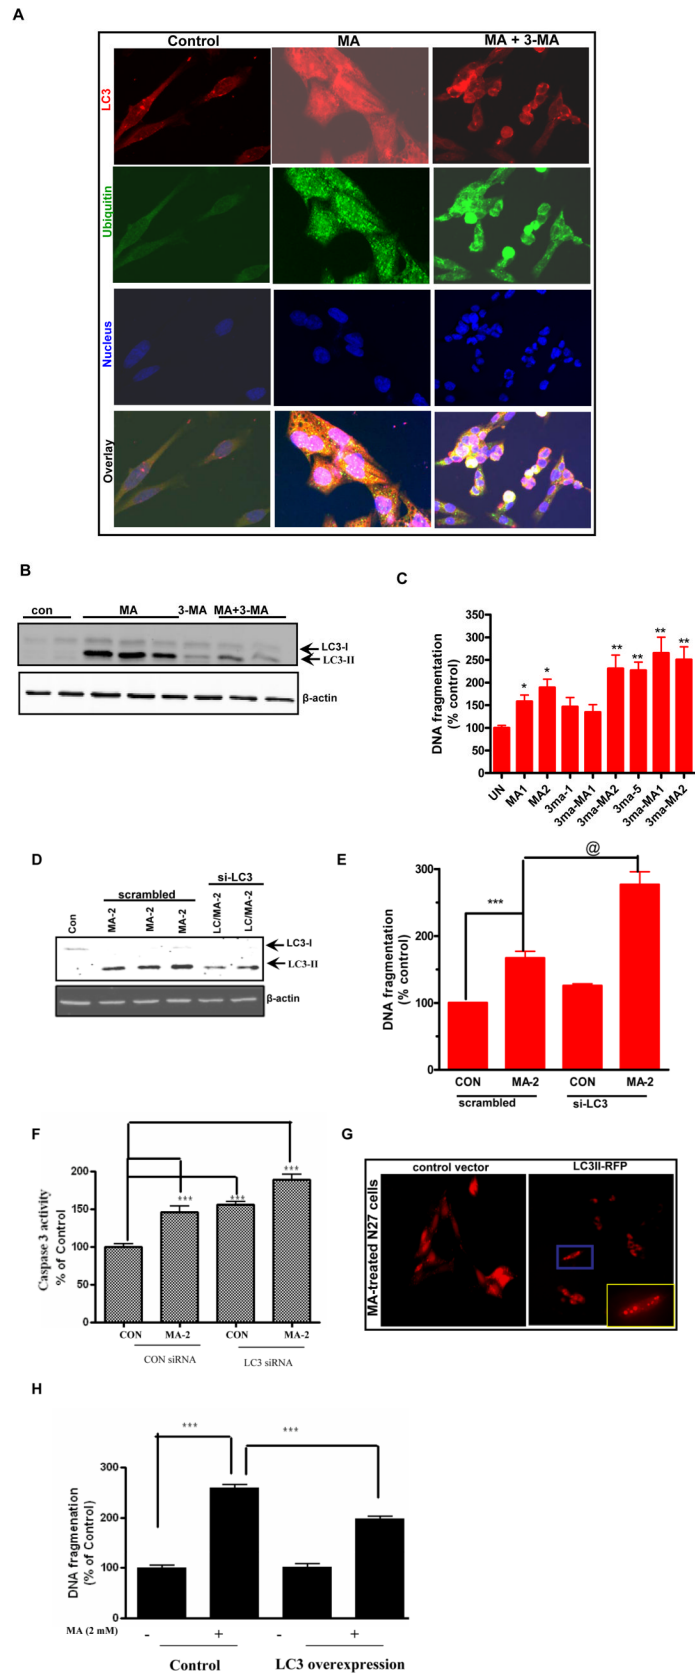 A
Control MA MA + 3-MA
LC3
Ubiquitin
Nucleus
Overlay
B
con MA 3-MA MA+3-MA
LC3-I
LC3-II
β-actin
C
DNA fragmentation
(% control)
350
300
250
200
150
100
50
0
* * ** ** ** **
UN MA1 MA2 3ma-1 3ma-MA1 3ma-MA2 3ma-5 3ma-MA1 3ma-MA2
D
scrambled si-LC3
Con MA-2 MA-2 MA-2 LC/MA-2 LC/MA-2
LC3-I
LC3-II
β-actin
E
DNA fragmentation
(% control)
300
200
100
0
*** @
CON MA-2 CON MA-2
scrambled si-LC3
F
Caspase 3 activity
% of Control
200
150
100
50
0
*** *** ***
CON MA-2 CON MA-2
CON siRNA LC3 siRNA
G
control vector LC3II-RFP
MA-treated N27 cells
H
DNA fragmenation
(% of Control)
300
200
100
0
*** ***
MA (2 mM) - + - +
Control LC3 overexpression